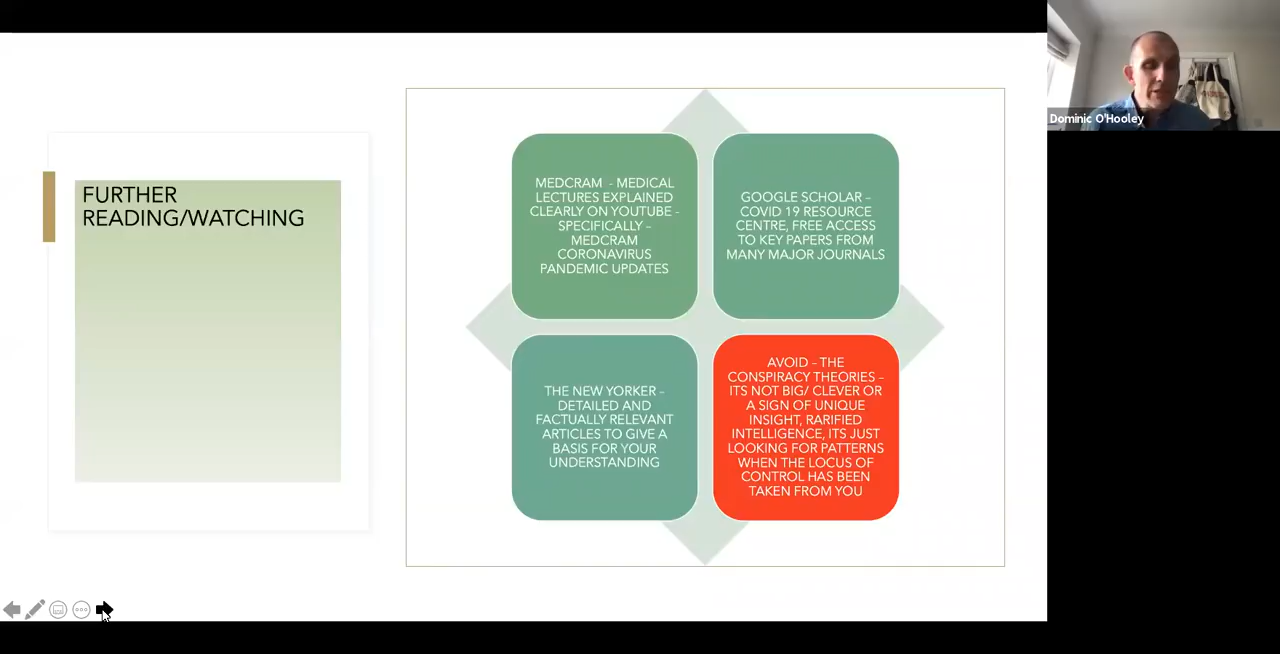 FURTHER
READING/WATCHING
MEDCRAM - MEDICAL
LECTURES EXPLAINED
CLEARLY ON YOUTUBE -
SPECIFICALLY –
MEDCRAM
CORONAVIRUS
PANDEMIC UPDATES
GOOGLE SCHOLAR –
COVID 19 RESOURCE
CENTRE, FREE ACCESS
TO KEY PAPERS FROM
MANY MAJOR JOURNALS
THE NEW YORKER –
DETAILED AND
FACTUALLY RELEVANT
ARTICLES TO GIVE A
BASIS FOR YOUR
UNDERSTANDING
AVOID – THE
CONSPIRACY THEORIES –
ITS NOT BIG/ CLEVER OR
A SIGN OF UNIQUE
INSIGHT, RARIFIED
INTELLIGENCE, ITS JUST
LOOKING FOR PATTERNS
WHEN THE LOCUS OF
CONTROL HAS BEEN
TAKEN FROM YOU
Dominic O'Hooley